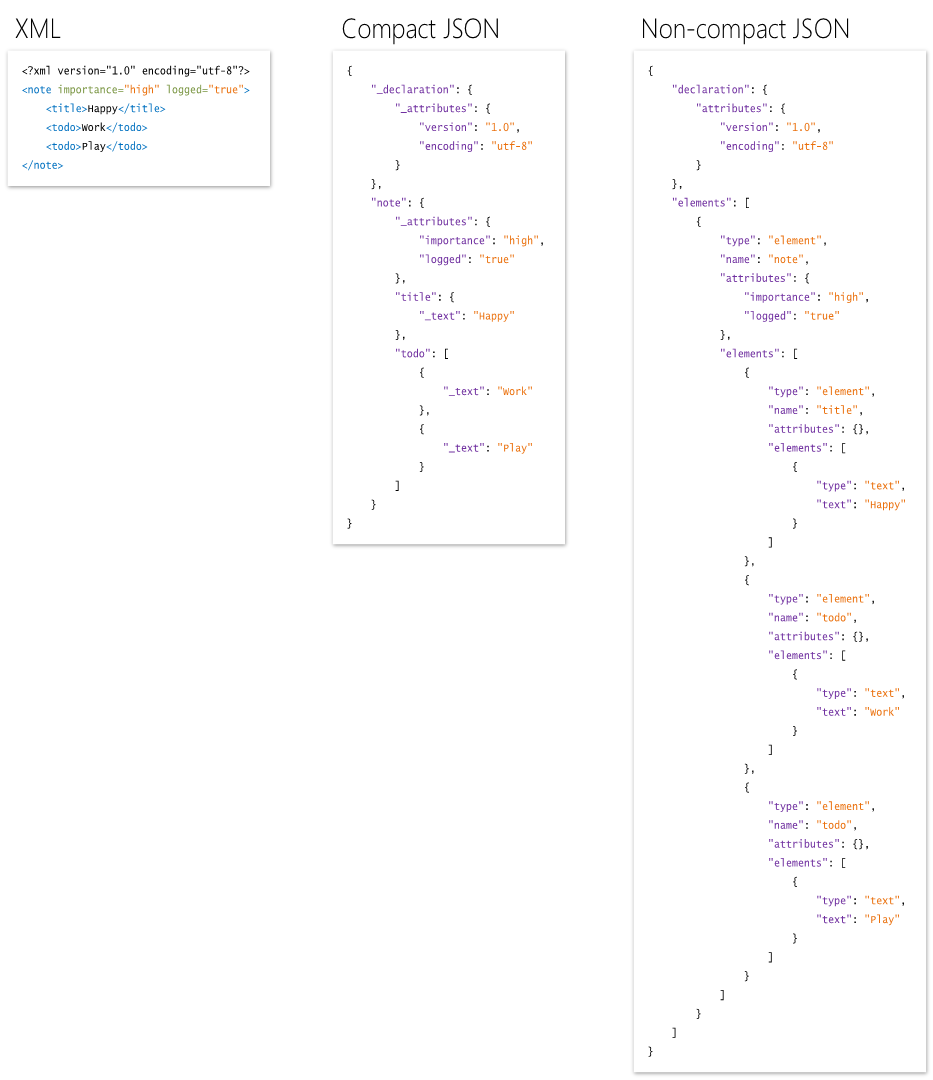 XML
<?xml version="1.0" encoding="utf-8"?>
<note importance="high" logged="true">
    <title>Happy</title>
    <todo>Work</todo>
    <todo>Play</todo>
</note>
Compact JSON
{
    "_declaration": {
        "_attributes": {
            "version": "1.0",
            "encoding": "utf-8"
        }
    },
    "note": {
        "_attributes": {
            "importance": "high",
            "logged": "true"
        },
        "title": {
            "_text": "Happy"
        },
        "todo": [
            {
                "_text": "Work"
            },
            {
                "_text": "Play"
            }
        ]
    }
}
Non-compact JSON
{
    "declaration": {
        "attributes": {
            "version": "1.0",
            "encoding": "utf-8"
        }
    },
    "elements": [
        {
            "type": "element",
            "name": "note",
            "attributes": {
                "importance": "high",
                "logged": "true"
            },
            "elements": [
                {
                    "type": "element",
                    "name": "title",
                    "attributes": {},
                    "elements": [
                        {
                            "type": "text",
                            "text": "Happy"
                        }
                    ]
                },
                {
                    "type": "element",
                    "name": "todo",
                    "attributes": {},
                    "elements": [
                        {
                            "type": "text",
                            "text": "Work"
                        }
                    ]
                },
                {
                    "type": "element",
                    "name": "todo",
                    "attributes": {},
                    "elements": [
                        {
                            "type": "text",
                            "text": "Play"
                        }
                    ]
                }
            ]
        }
    ]
}